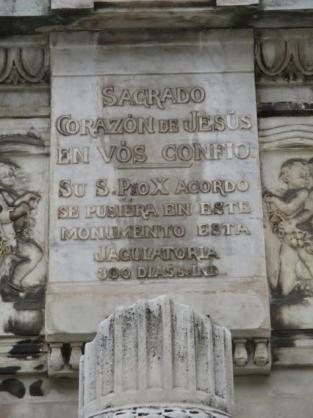 SAGRADO
CORAZÓN DE JESÚS
EN VÓS CONFIO.
SU S. PIO X ACORDÓ
SE PUSIERA EN ESTE
MONUMENTO ESTA
JACULATORIA
300 DIAS S. IND.